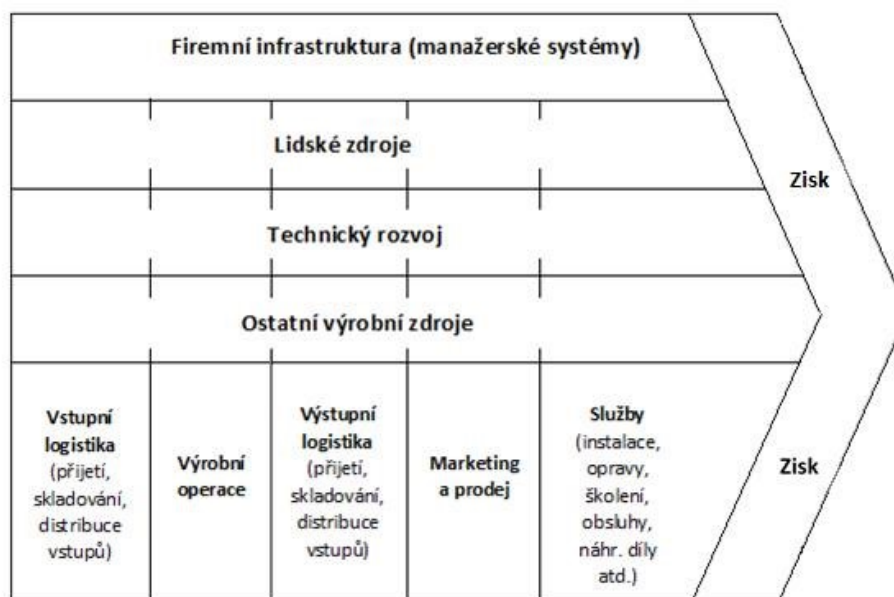 Firemní infrastruktura (manažerské systémy)
Lidské zdroje
Zisk
Technický rozvoj
Ostatní výrobní zdroje
Vstupní
logistika
(přijetí,
skladování,
distribuce
vstupů)
Výrobní
operace
Výstupní
logistika
(přijetí,
skladování,
distribuce
vstupů)
Marketing
a prodej
Služby
(instalace,
opravy,
školení,
obsluhy,
náhr. díly
atd.)
Zisk